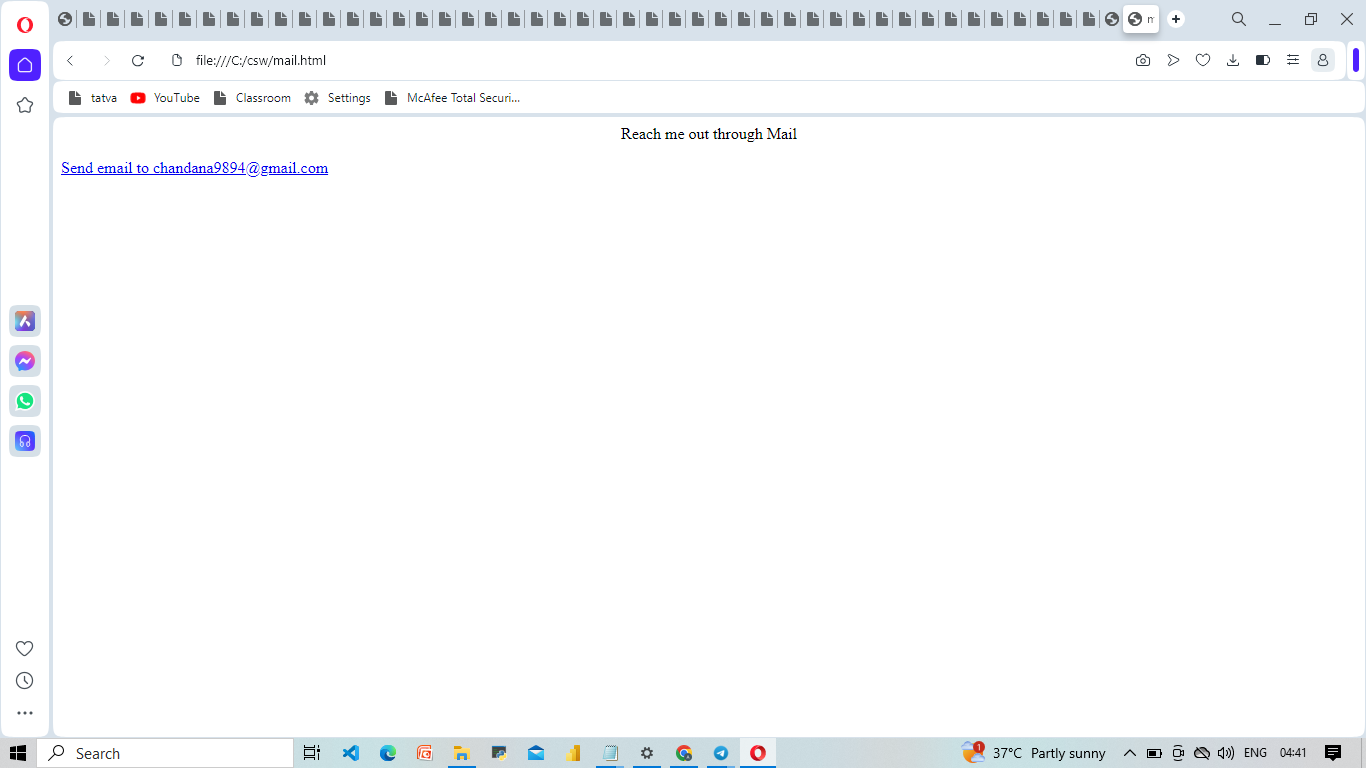 m
file:///C:/csw/mail.html
tatva YouTube Classroom Settings McAfee Total Securi...
Reach me out through Mail
Send email to chandana9894@gmail.com
Search
1
37°C Partly sunny
ENG
04:41